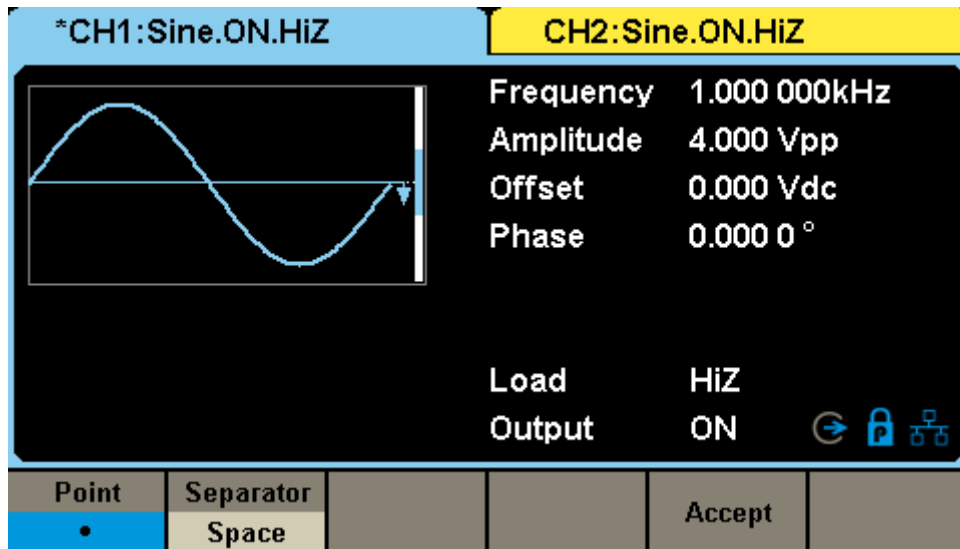 *CH1:Sine.ON.HiZ CH2:Sine.ON.HiZ
Frequency 1.000 000kHz
Amplitude 4.000 Vpp
Offset 0.000 Vdc
Phase 0.000 0 °
Load HiZ
Output ON P
Point Separator Accept
• Space